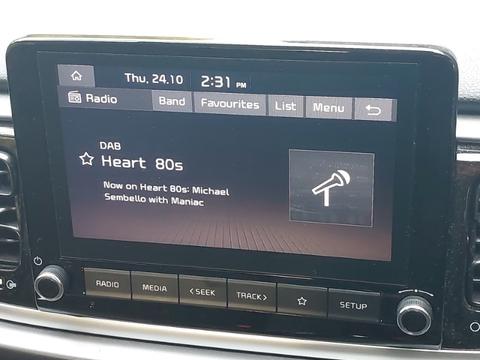 Thu, 24.10 2:31 PM
Radio Band Favourites List Menu
DAB
Heart 80s
Now on Heart 80s: Michael
Sembello with Maniac
RADIO MEDIA <SEEK TRACK> SETUP